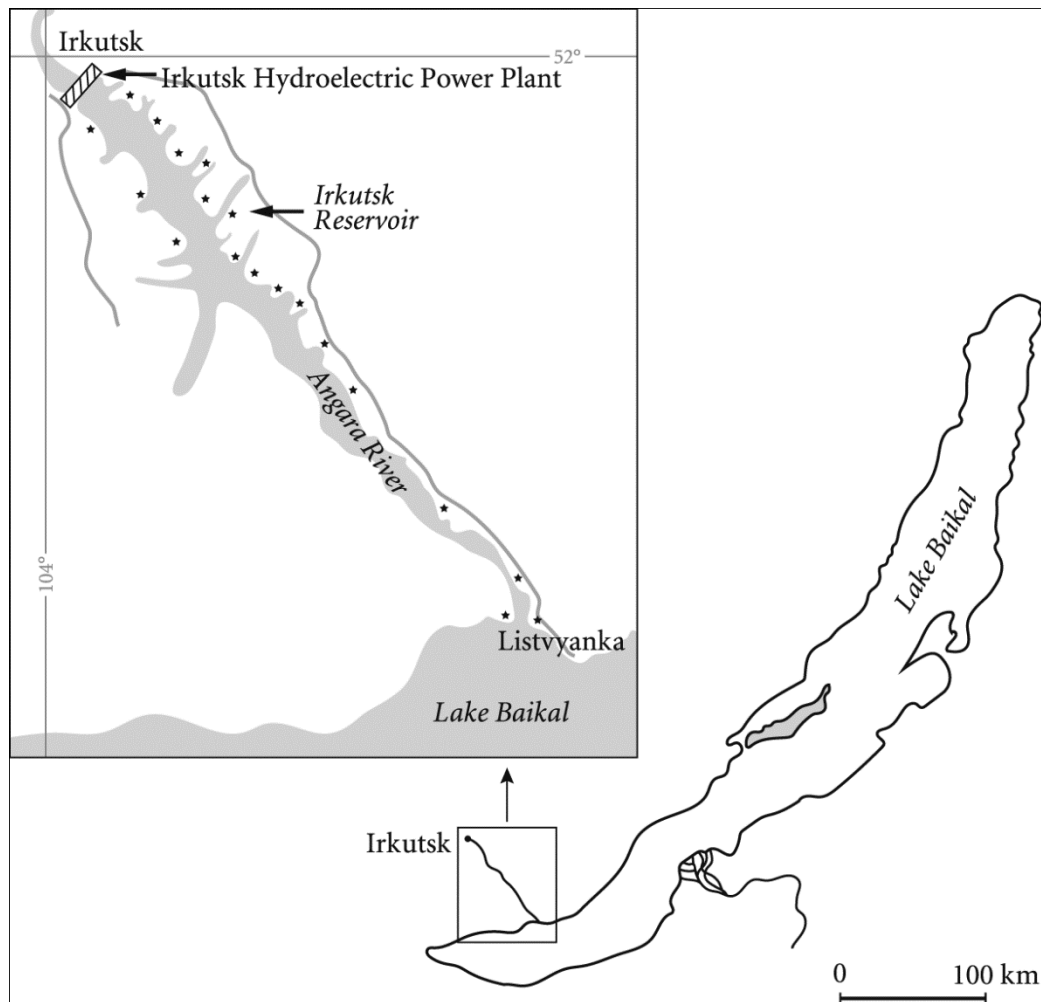 Irkutsk
52°
Irkutsk Hydroelectric Power Plant
Irkutsk
Reservoir
Angara River
104°
Listvyanka
Lake Baikal
Lake Baikal
Irkutsk
0 100 km